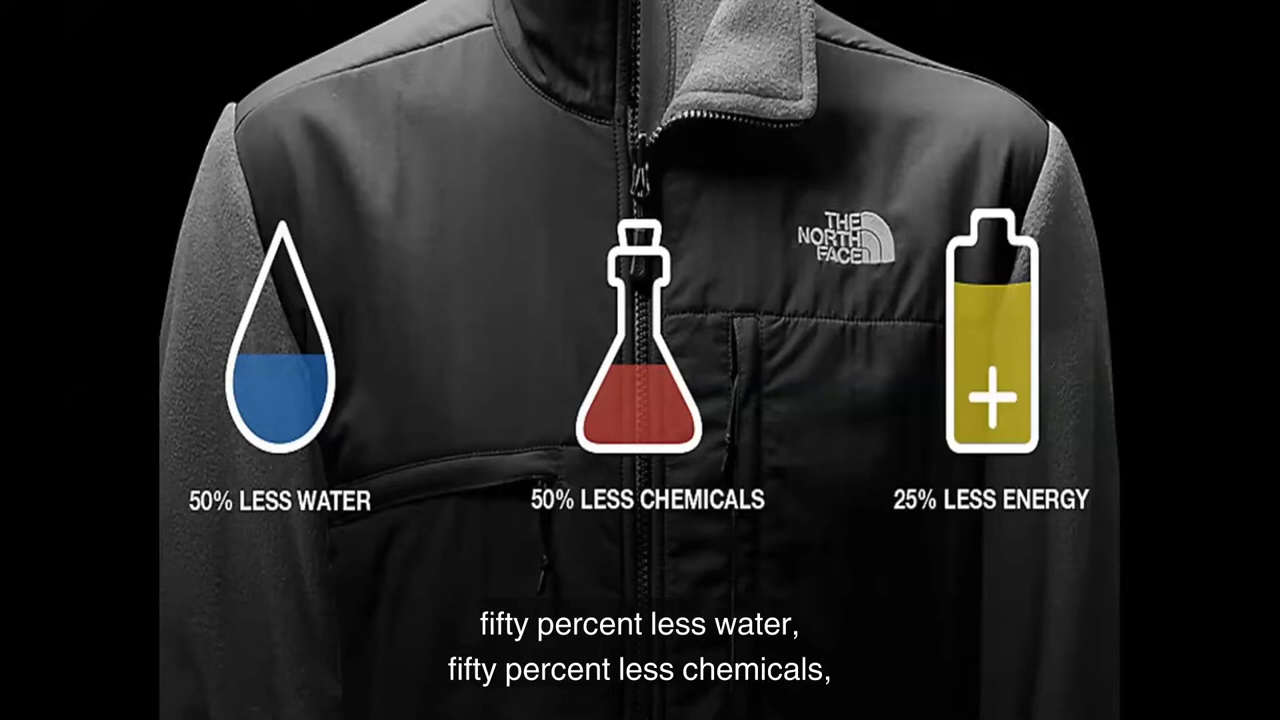 THE
NORTH
FACE
50% LESS WATER
50% LESS CHEMICALS
25% LESS ENERGY
fifty percent less water,
fifty percent less chemicals,